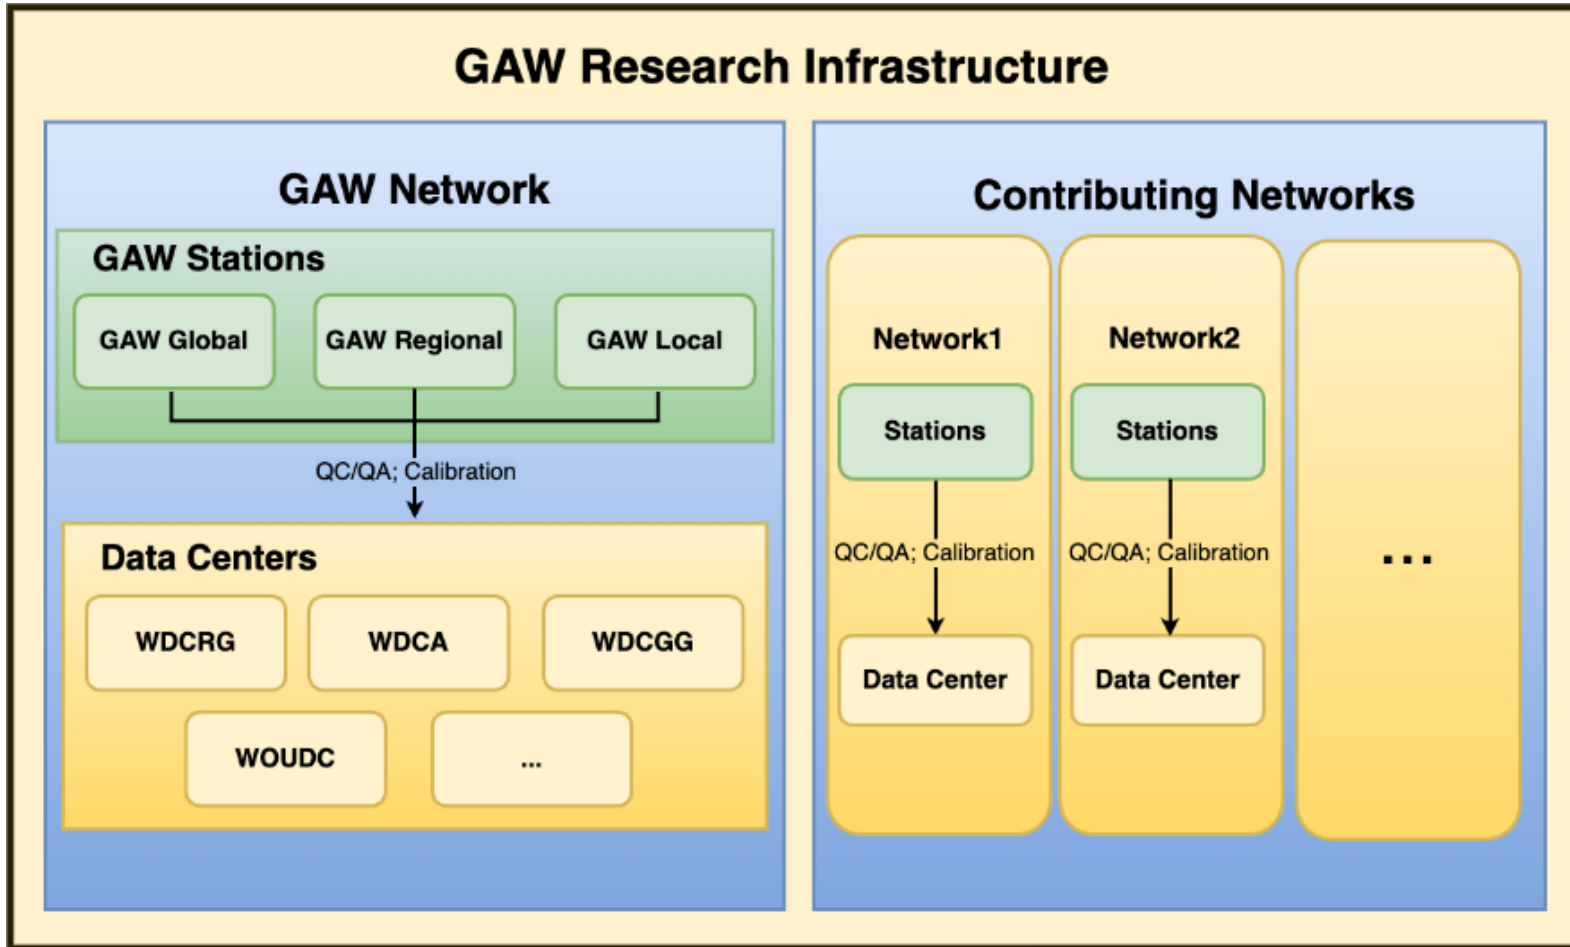 GAW Research Infrastructure
GAW Network
GAW Stations
GAW Global
GAW Regional
GAW Local
QC/QA; Calibration
Data Centers
WDCRG
WDCA
WDCGG
WOUDC
...
Contributing Networks
Network1
Stations
QC/QA; Calibration
Data Center
Network2
Stations
QC/QA; Calibration
Data Center
...